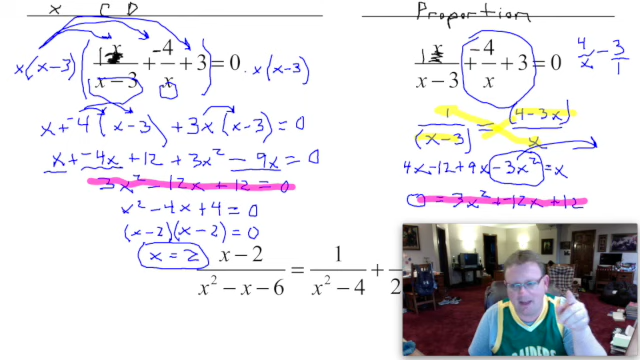 x C D
x(x-3)(1/(x-3) + -4/x + 3) = 0 · x(x-3)
x + -4(x-3) + 3x(x-3) = 0
x + -4x + 12 + 3x² - 9x = 0
3x² - 12x + 12 = 0
x² - 4x + 4 = 0
(x-2)(x-2) = 0
x = 2
Proportion
1/(x-3) + -4/x + 3 = 0
4/x - 3/1
1/(x-3) = (4-3x)/x
4x - 12 + 9x - 3x² = x
0 = 3x² + -12x + 12
(x-2)/(x²-x-6) = 1/(x²-4) +